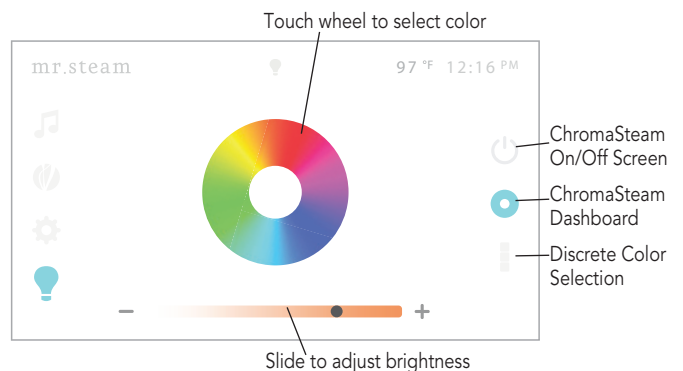 Touch wheel to select color
mr.steam
97 °F 12:16 PM
ChromaSteam
On/Off Screen
ChromaSteam
Dashboard
Discrete Color
Selection
Slide to adjust brightness